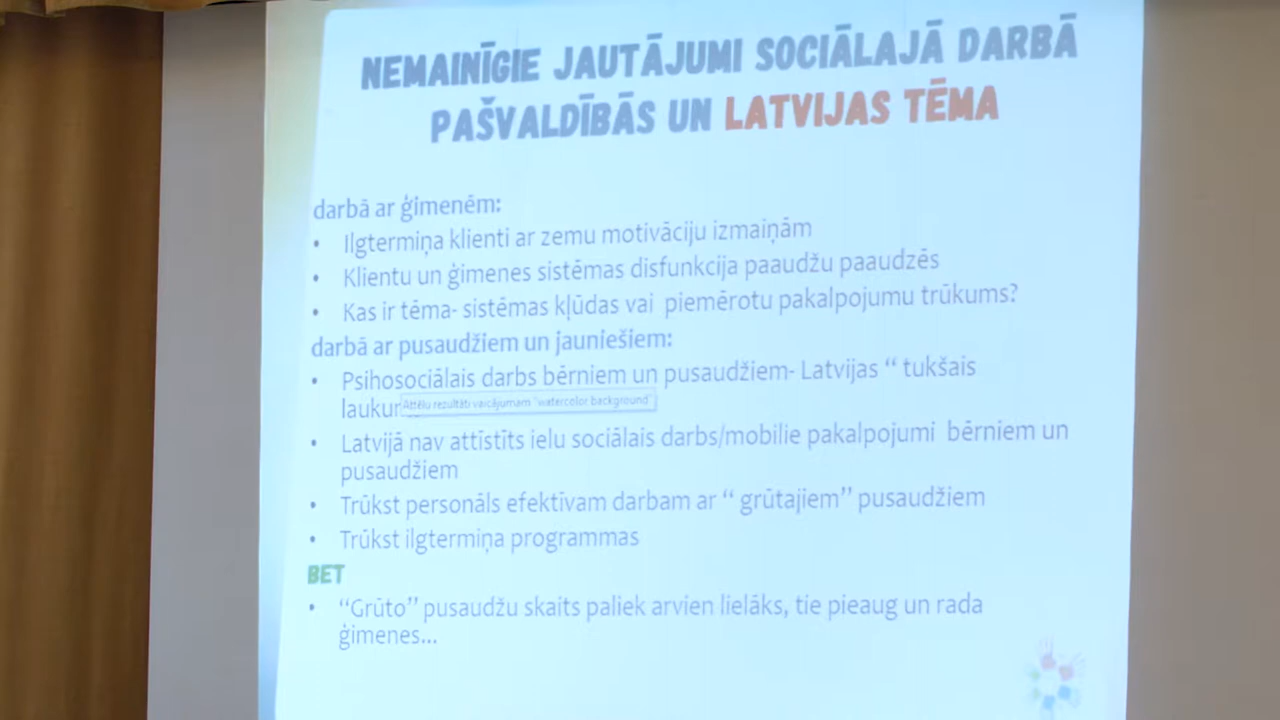 NEMAINĪGIE JAUTĀJUMI SOCIĀLAJĀ DARBĀ
PAŠVALDĪBĀS UN LATVIJAS TĒMA
darbā ar ģimenēm:
• Ilgtermiņa klienti ar zemu motivāciju izmaiņām
• Klientu un ģimenes sistēmas disfunkcija paaudžu paaudzēs
• Kas ir tēma- sistēmas kļūdas vai piemērotu pakalpojumu trūkums?
darbā ar pusaudžiem un jauniešiem:
• Psihosociālais darbs bērniem un pusaudžiem- Latvijas “ tukšais
Attēlu rezultāti vaicājumam "watercolor background"
• Latvijā nav attīstīts ielu sociālais darbs/mobilie pakalpojumi bērniem un
pusaudžiem
• Trūkst personāls efektīvam darbam ar “ grūtajiem” pusaudžiem
• Trūkst ilgtermiņa programmas
BET
• “Grūto” pusaudžu skaits paliek arvien lielāks, tie pieaug un rada
ģimenes...